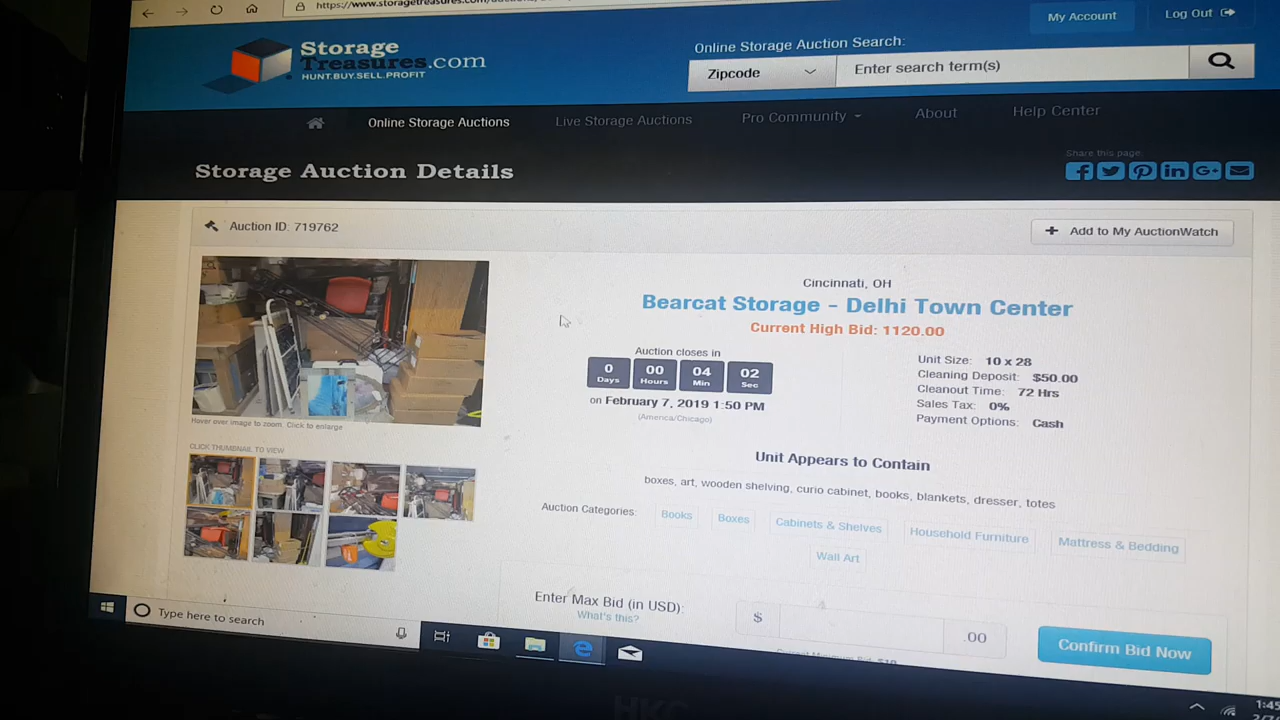 My Account
Log Out
Storage
Treasures.com
HUNT.BUY.SELL.PROFIT
Online Storage Auction Search:
Zipcode
Enter search term(s)
Online Storage Auctions
Live Storage Auctions
Pro Community
About
Help Center
Storage Auction Details
Share this page:
Auction ID: 719762
+ Add to My AuctionWatch
Cincinnati, OH
Bearcat Storage - Delhi Town Center
Current High Bid: 1120.00
Auction closes in
0 00 04 02
Days Hours Min Sec
on February 7, 2019 1:50 PM
(America/Chicago)
Unit Size: 10 x 28
Cleaning Deposit: $50.00
Cleanout Time: 72 Hrs
Sales Tax: 0%
Payment Options: Cash
Hover over image to zoom. Click to enlarge
CLICK THUMBNAIL TO VIEW
Unit Appears to Contain
boxes, art, wooden shelving, curio cabinet, books, blankets, dresser, totes
Auction Categories:
Books
Boxes
Cabinets & Shelves
Household Furniture
Mattress & Bedding
Wall Art
Enter Max Bid (in USD):
What's this?
$
.00
Confirm Bid Now
Type here to search
HKC